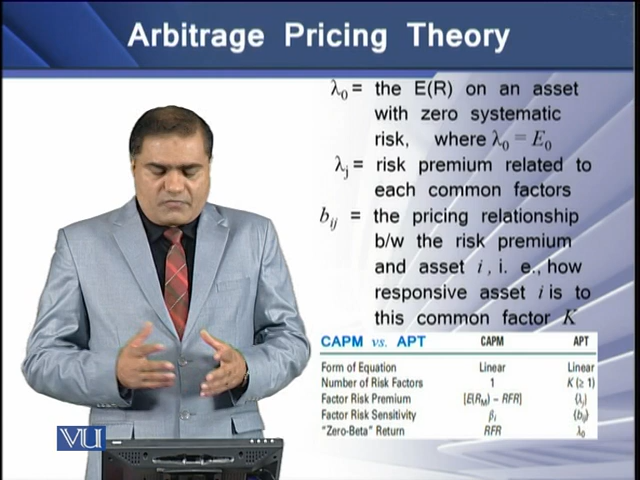 Arbitrage Pricing Theory
λ0 = the E(R) on an asset
with zero systematic
risk, where λ0 = E0
λj = risk premium related to
each common factors
bij = the pricing relationship
b/w the risk premium
and asset i, i. e., how
responsive asset i is to
this common factor K
CAPM vs. APT CAPM APT
Form of Equation Linear Linear
Number of Risk Factors 1 K (≥ 1)
Factor Risk Premium [E(RM) – RFR] {λj}
Factor Risk Sensitivity βi {bij}
"Zero-Beta" Return RFR λ0
VU